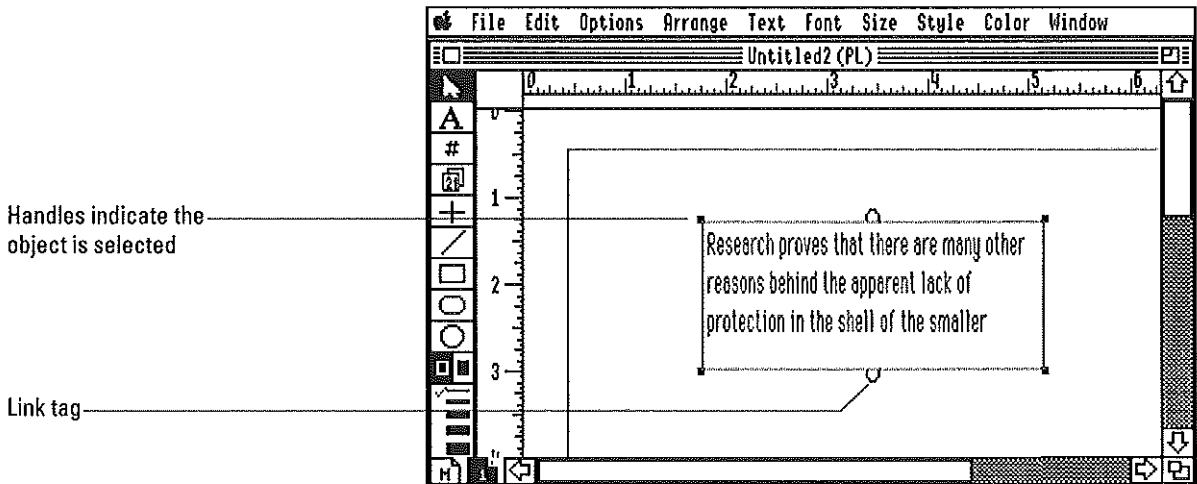 File Edit Options Arrange Text Font Size Style Color Window
Untitled2 (PL)
0 1 2 3 4 5 6
0
A
#
1
Handles indicate the
object is selected
Research proves that there are many other
reasons behind the apparent lack of
2
protection in the shell of the smaller
3
Link tag
M 1